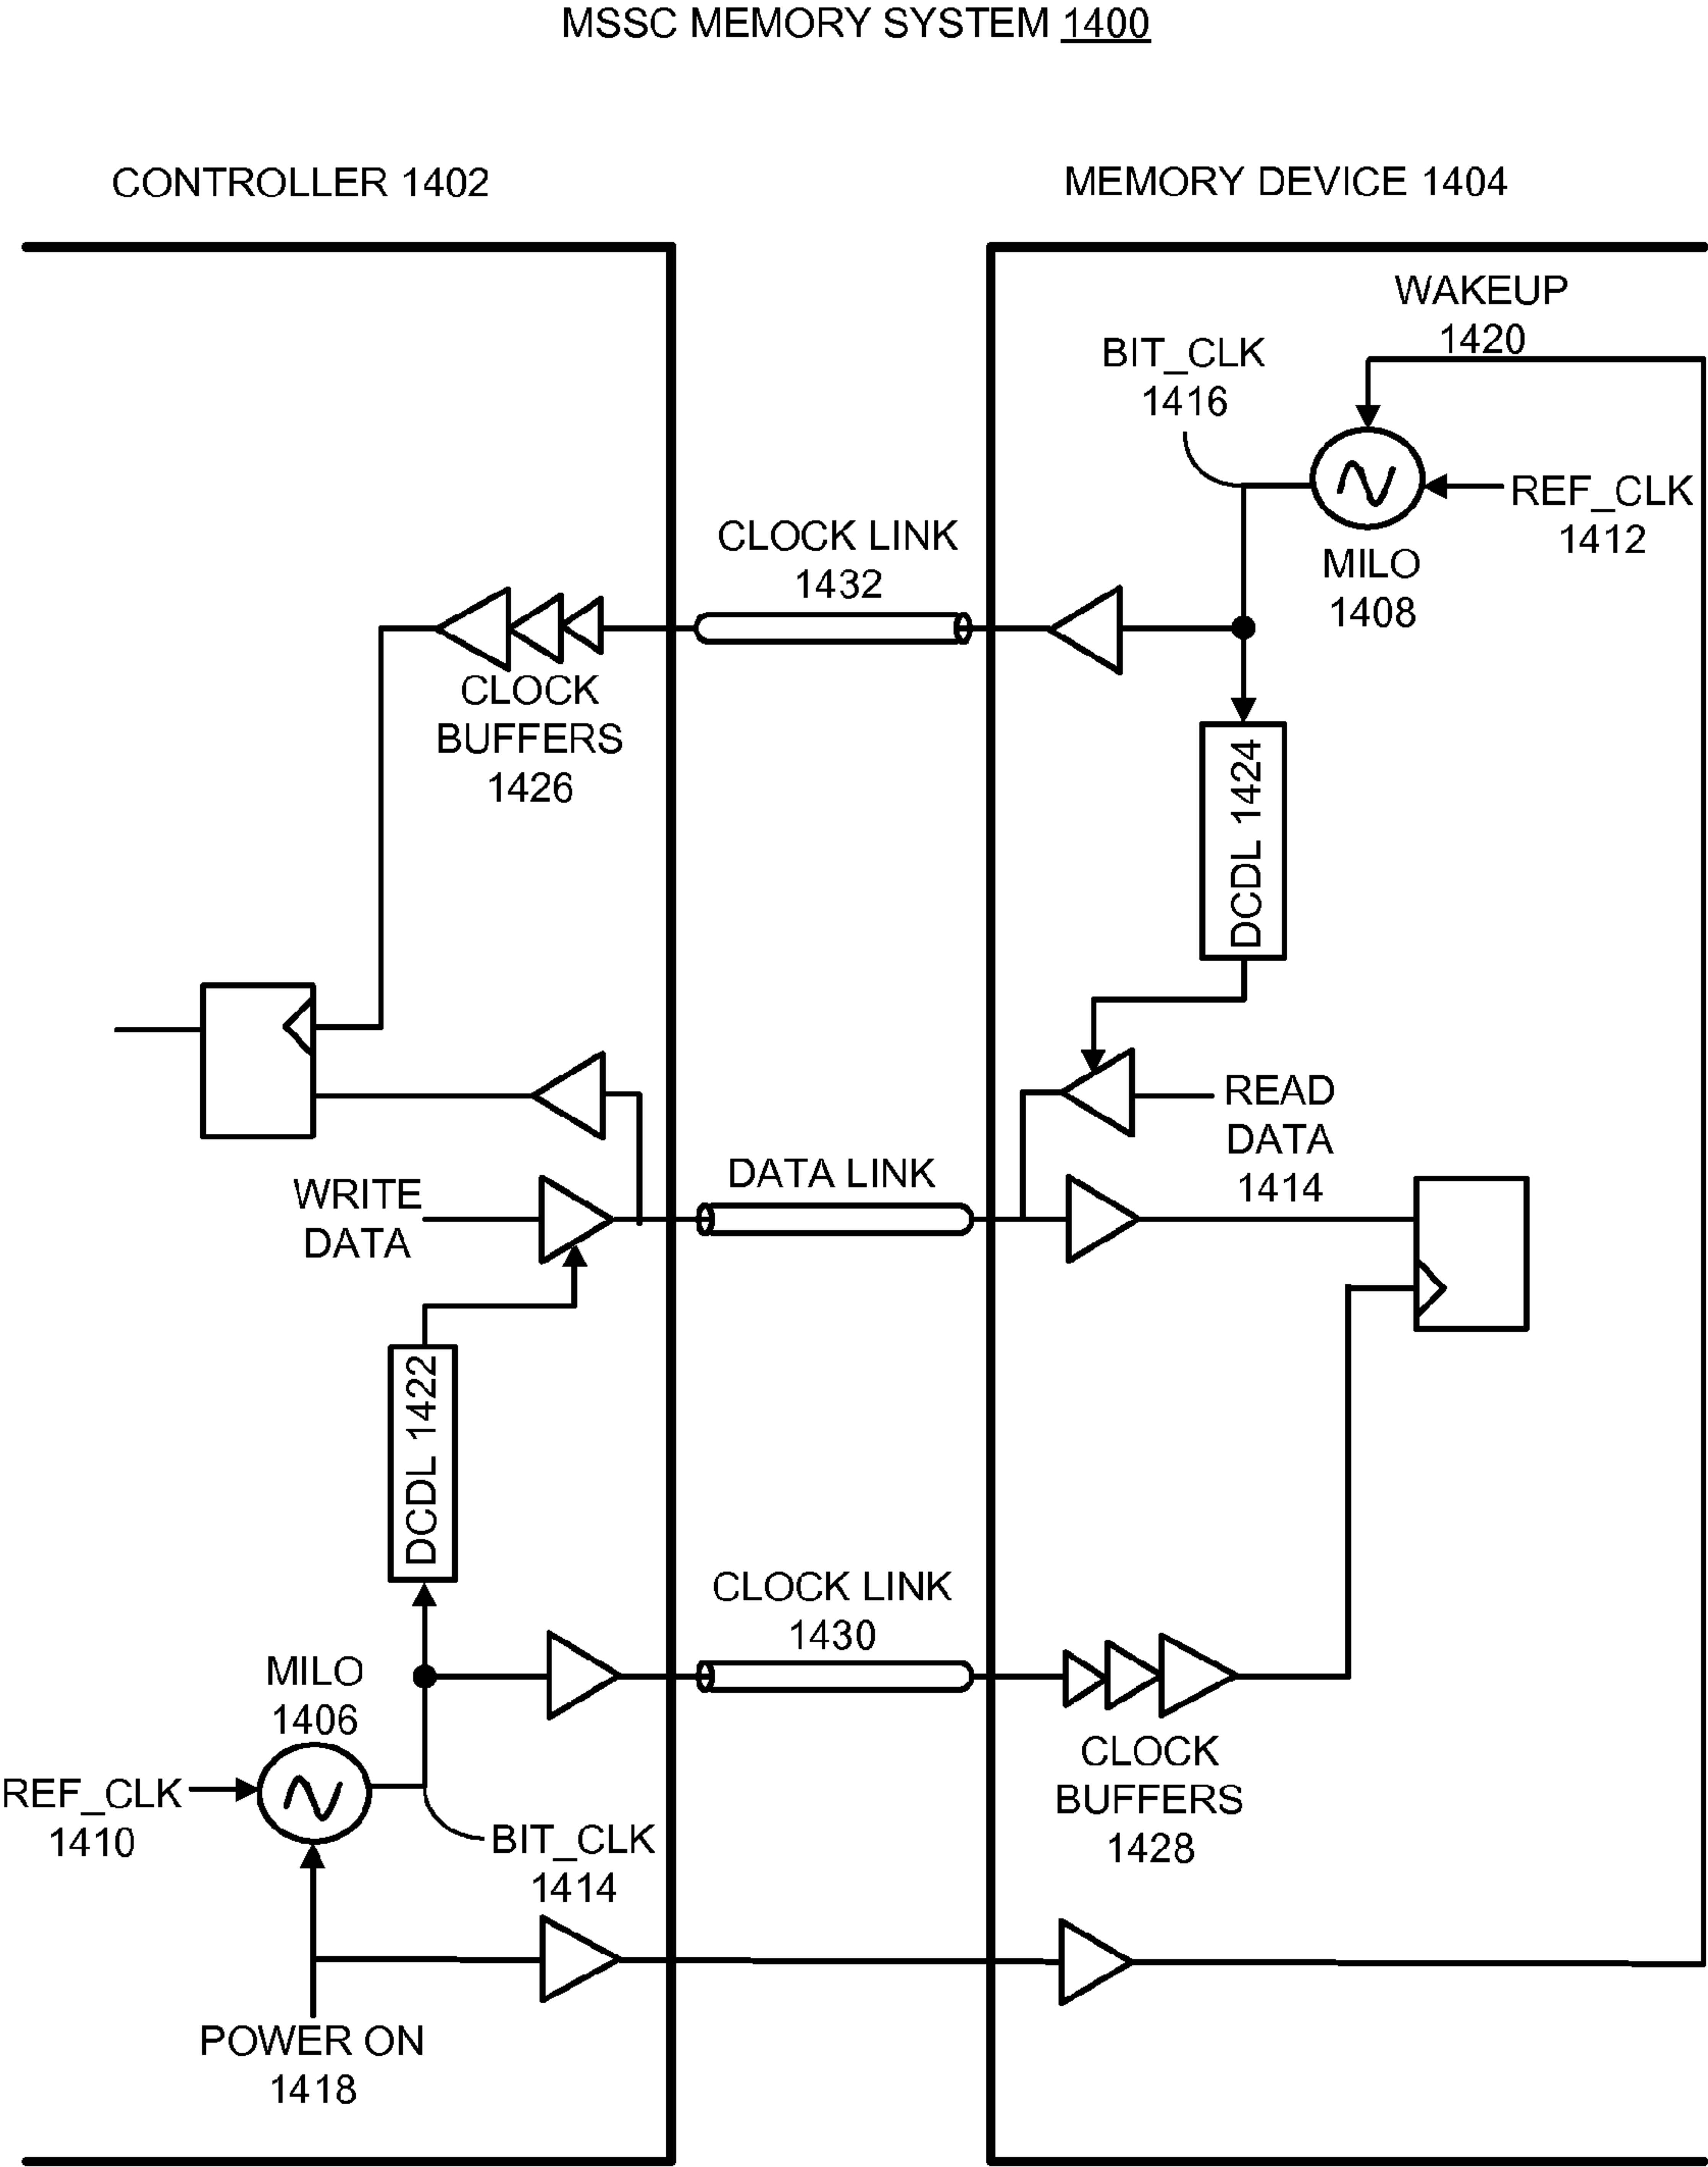 MSSC MEMORY SYSTEM 1400
CONTROLLER 1402
MEMORY DEVICE 1404
WAKEUP
1420
BIT_CLK
1416
REF_CLK
1412
MILO
1408
CLOCK LINK
1432
CLOCK
BUFFERS
1426
DCDL 1424
READ
DATA
1414
DATA LINK
WRITE
DATA
DCDL 1422
CLOCK LINK
1430
MILO
1406
REF_CLK
1410
BIT_CLK
1414
CLOCK
BUFFERS
1428
POWER ON
1418